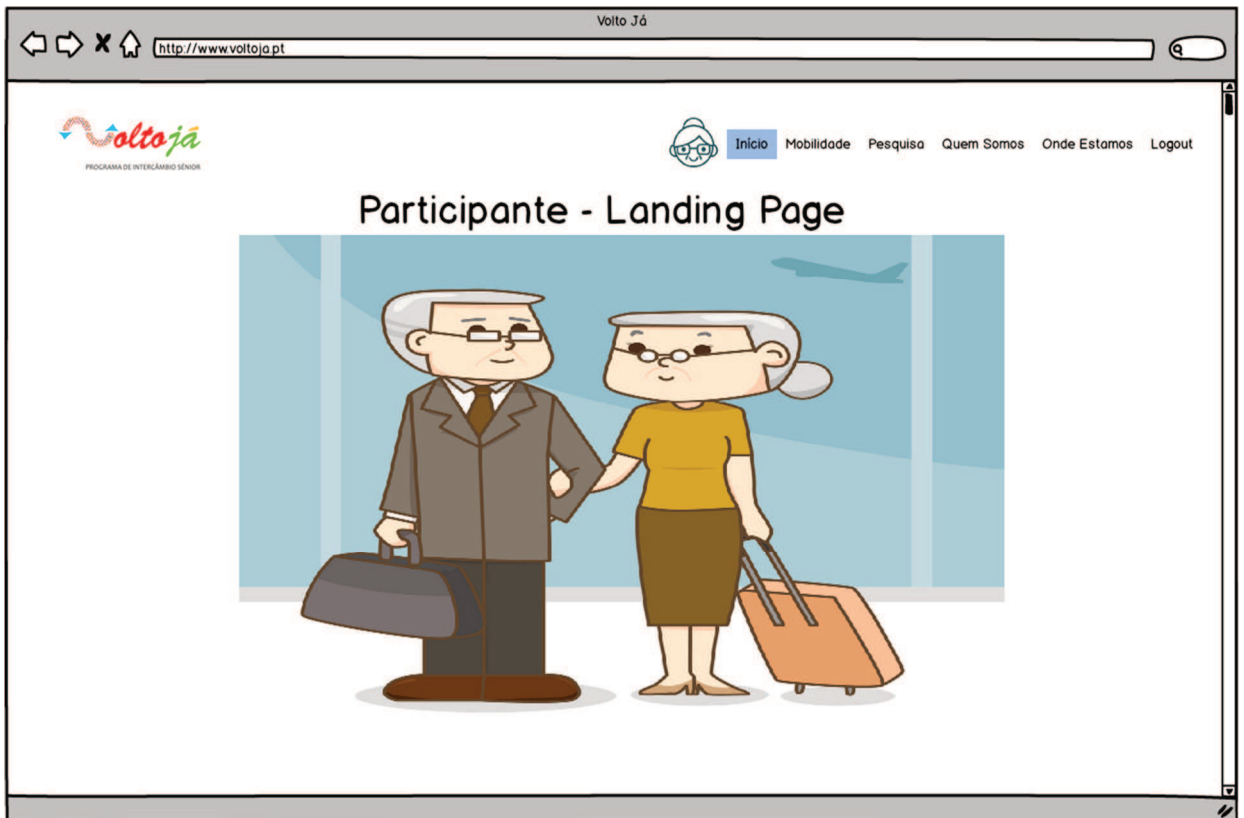 Volto Já
http://www.voltoja.pt
Voltojá
PROGRAMA DE INTERCÂMBIO SÉNIOR
Início Mobilidade Pesquisa Quem Somos Onde Estamos Logout
Participante - Landing Page